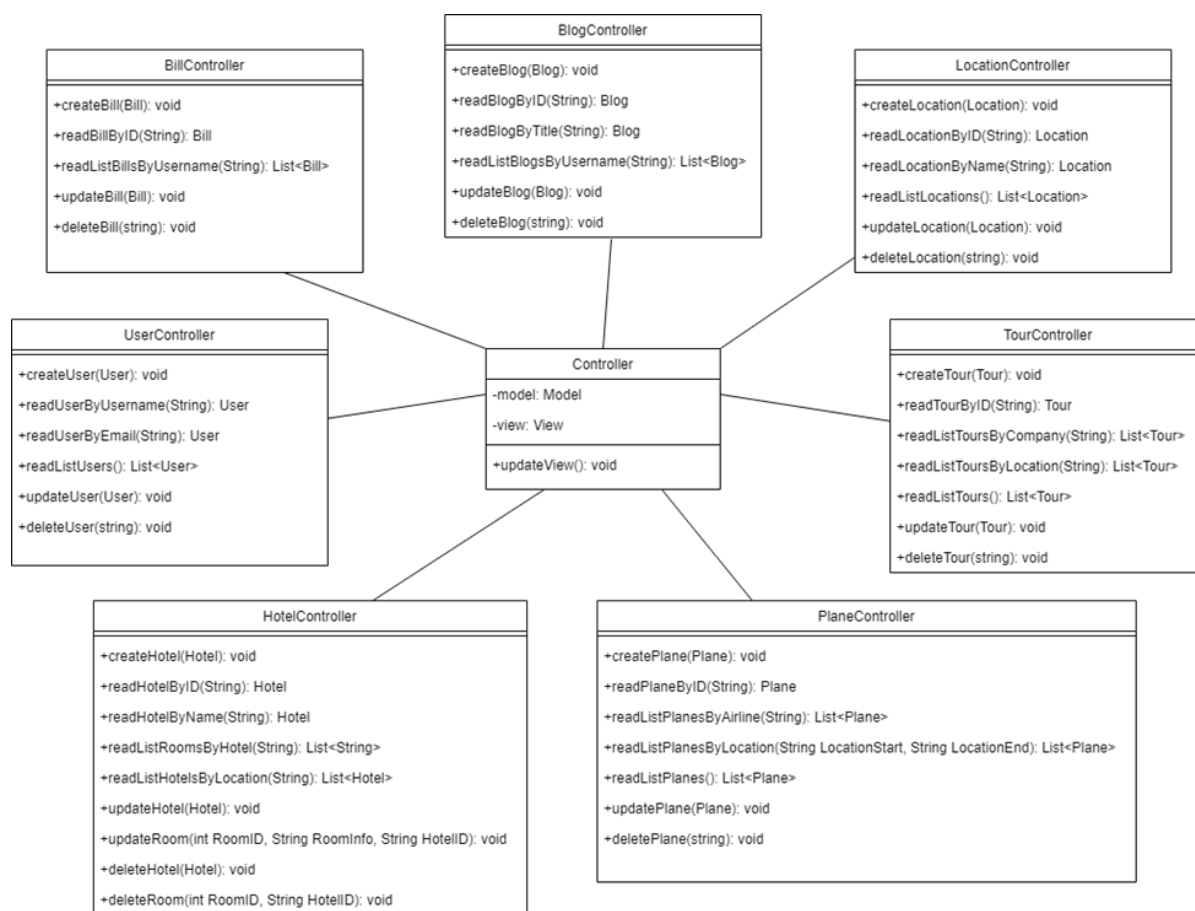 BillController
+createBill(Bill): void
+readBillByID(String): Bill
+readListBillsByUsername(String): List<Bill>
+updateBill(Bill): void
+deleteBill(string): void
BlogController
+createBlog(Blog): void
+readBlogByID(String): Blog
+readBlogByTitle(String): Blog
+readListBlogsByUsername(String): List<Blog>
+updateBlog(Blog): void
+deleteBlog(string): void
LocationController
+createLocation(Location): void
+readLocationByID(String): Location
+readLocationByName(String): Location
+readListLocations(): List<Location>
+updateLocation(Location): void
+deleteLocation(string): void
UserController
+createUser(User): void
+readUserByUsername(String): User
+readUserByEmail(String): User
+readListUsers(): List<User>
+updateUser(User): void
+deleteUser(string): void
Controller
-model: Model
-view: View
+updateView(): void
TourController
+createTour(Tour): void
+readTourByID(String): Tour
+readListToursByCompany(String): List<Tour>
+readListToursByLocation(String): List<Tour>
+readListTours(): List<Tour>
+updateTour(Tour): void
+deleteTour(string): void
HotelController
+createHotel(Hotel): void
+readHotelByID(String): Hotel
+readHotelByName(String): Hotel
+readListRoomsByHotel(String): List<String>
+readListHotelsByLocation(String): List<Hotel>
+updateHotel(Hotel): void
+updateRoom(int RoomID, String RoomInfo, String HotelID): void
+deleteHotel(Hotel): void
+deleteRoom(int RoomID, String HotelID): void
PlaneController
+createPlane(Plane): void
+readPlaneByID(String): Plane
+readListPlanesByAirline(String): List<Plane>
+readListPlanesByLocation(String LocationStart, String LocationEnd): List<Plane>
+readListPlanes(): List<Plane>
+updatePlane(Plane): void
+deletePlane(string): void